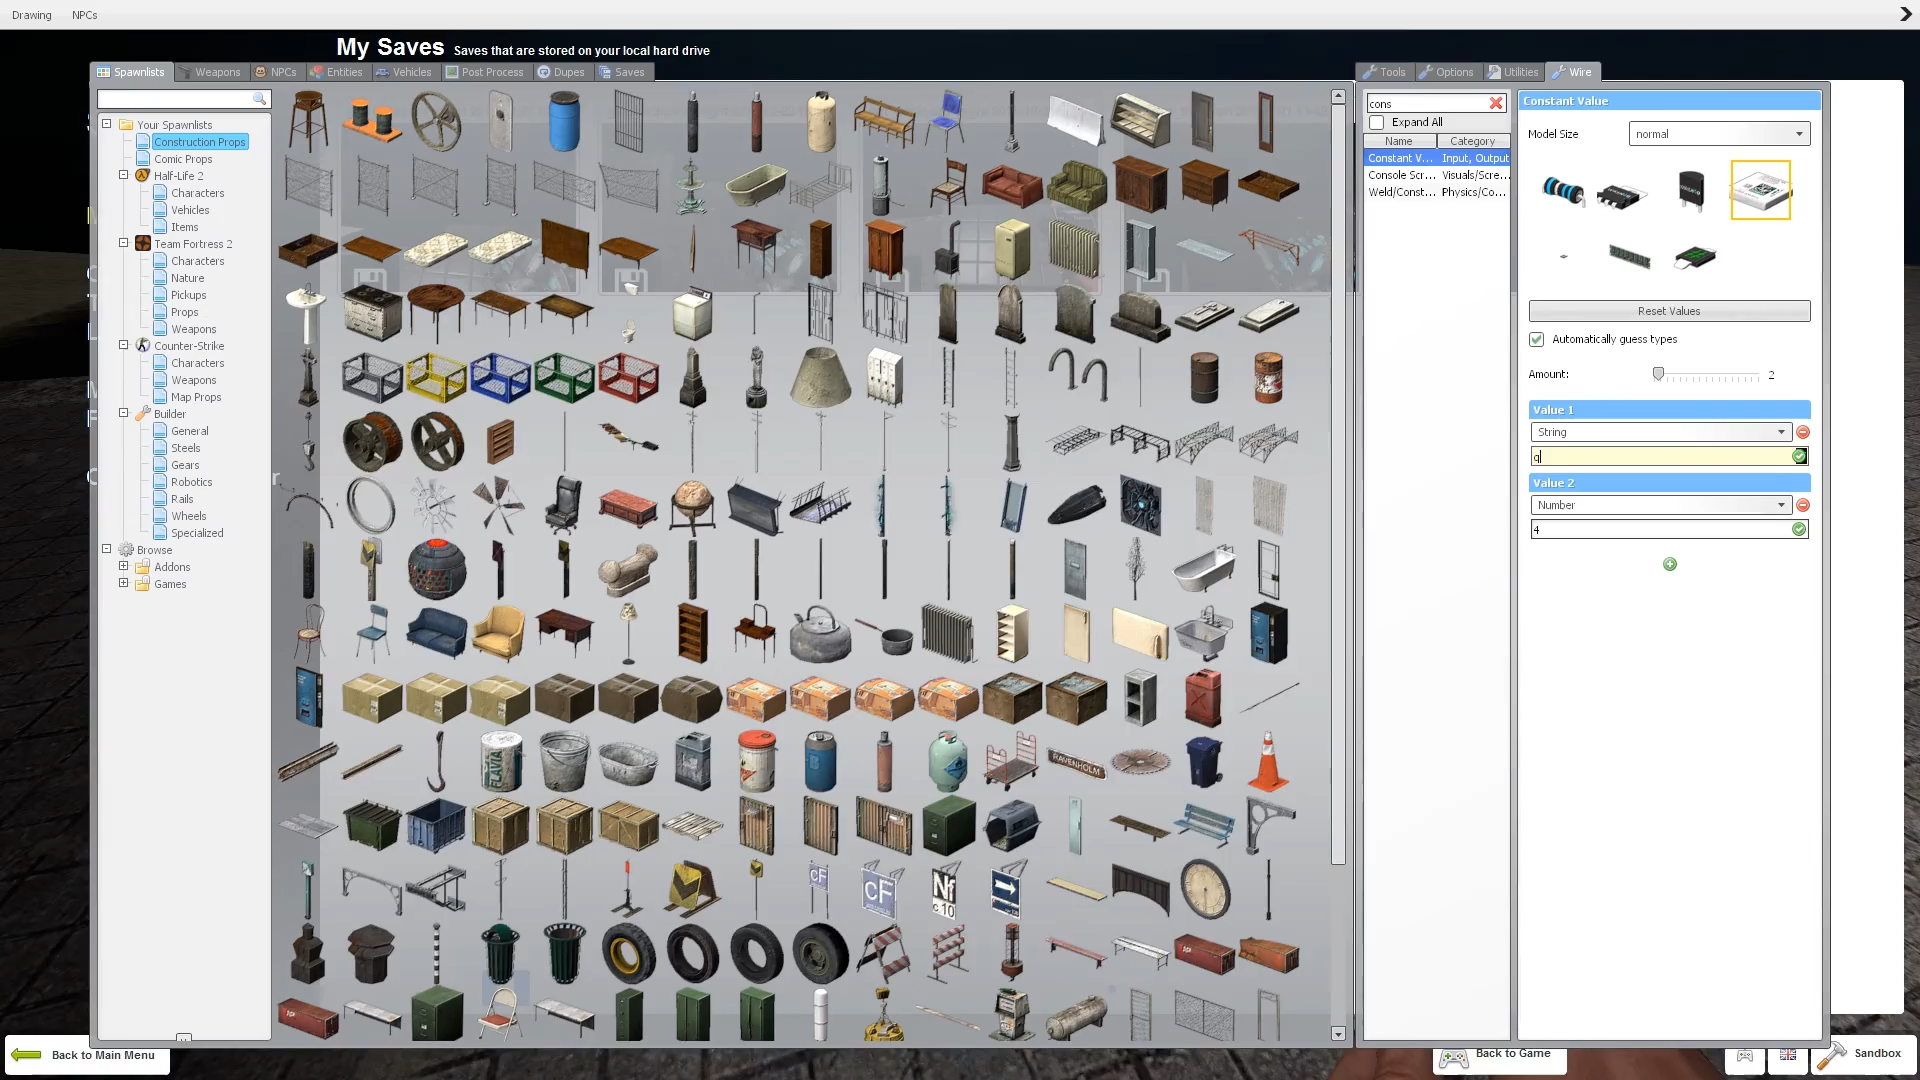 Drawing NPCs
My Saves Saves that are stored on your local hard drive
Spawnlists Weapons NPCs Entities Vehicles Post Process Dupes Saves
Tools Options Utilities Wire
Your Spawnlists
Construction Props
Comic Props
Half-Life 2
Characters
Vehicles
Items
Team Fortress 2
Characters
Nature
Pickups
Props
Weapons
Counter-Strike
Characters
Weapons
Map Props
Builder
General
Steels
Gears
Robotics
Rails
Wheels
Specialized
Browse
Addons
Games
cons
Expand All
Name Category
Constant V... Input, Output
Console Scr... Visuals/Scre...
Weld/Const... Physics/Co...
Constant Value
Model Size normal
Reset Values
Automatically guess types
Amount: 2
Value 1
String
q
Value 2
Number
4
RAVENHOLM
cF
cF
Nf
c 10
Back to Main Menu
Back to Game
Sandbox